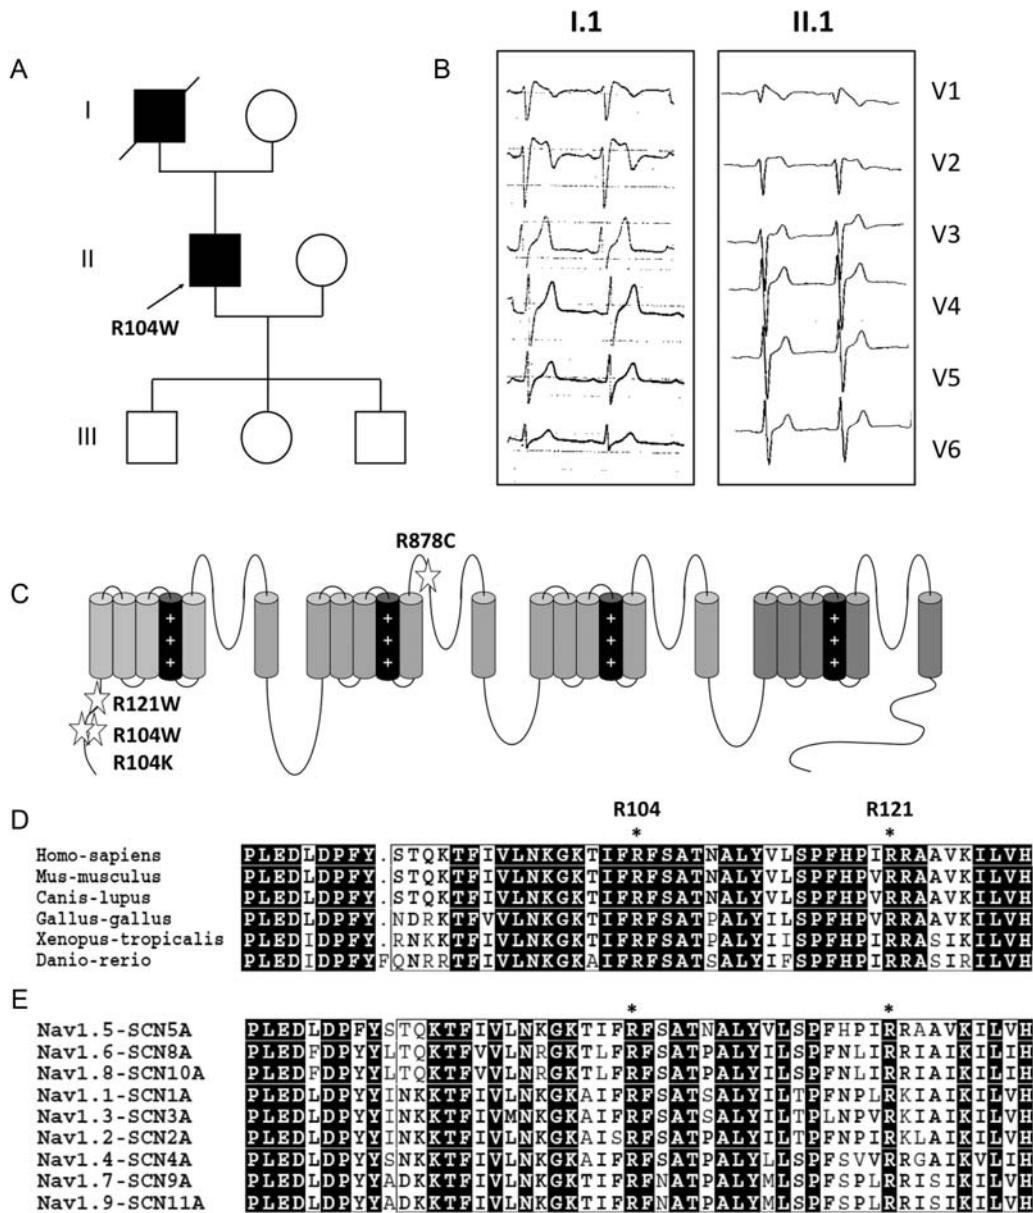 I.1
II.1
A
B
I
II
III
R104W
V1
V2
V3
V4
V5
V6
C
R878C
+ + + +
+ + + +
+ + + +
R121W
R104W
R104K
D
R104 R121
* *
Homo-sapiens PLEDLDPFY.STQKTFIVLNKGKTIFRFSATNALYVLSPFHPIRRAAVKILVH
Mus-musculus PLEDLDPFY.STQKTFIVLNKGKTIFRFSATNALYVLSPFHPVRRAAVKILVH
Canis-lupus PLEDLDPFY.STQKTFIVLNKGKTIFRFSATNALYVLSPFHPIRRAAVKILVH
Gallus-gallus PLEDLDPFY.NDRKTFIVLNKGKTIFRFSATPALYILSPFHPVRRAAVKILVH
Xenopus-tropicalis PLEDIDPFY.RNKKTFIVLNKGKTIFRFSATPALYIISPFHPIRRASIKILVH
Danio-rerio PLEDIDPFYFQNRRTFIVLNKGKAIFRFSATSALYIFSPFHPIRRASIRILVH
E
* *
Nav1.5-SCN5A PLEDLDPFYSTQKTFIVLNKGKTIFRFSATNALYVLSPFHPIRRAAVKILVH
Nav1.6-SCN8A PLEDFDPYYLTQKTFVVLNRGKTLFRFSATPALYILSPFNLIRRIAIKILIH
Nav1.8-SCN10A PLEDFDPYYLTQKTFVVLNRGKTLFRFSATPALYILSPFNLIRRIAIKILIH
Nav1.1-SCN1A PLEDLDPYYINKKTFIVLNKGKAIFRFSATSALYILTPFNPLRKIAIKILVH
Nav1.3-SCN3A PLEDLDPYYINKKTFIVMNKGKAIFRFSATSALYILTPLNPVRKIAIKILVH
Nav1.2-SCN2A PLEDLDPYYINKKTFIVLNKGKAISRFSATPALYILTPFNPIRKLAIKILVH
Nav1.4-SCN4A PLEDLDPYYSNKKTFIVLNKGKAIFRFSATPALYLLSPFSVVRRGAIKVLIH
Nav1.7-SCN9A PLEDLDPYYADKKTFIVLNKGKTIFRFNATPALYMLSPFSPLRRISIKILVH
Nav1.9-SCN11A PLEDLDPYYADKKTFIVLNKGKTIFRFNATPALYMLSPFSPLRRISIKILVH